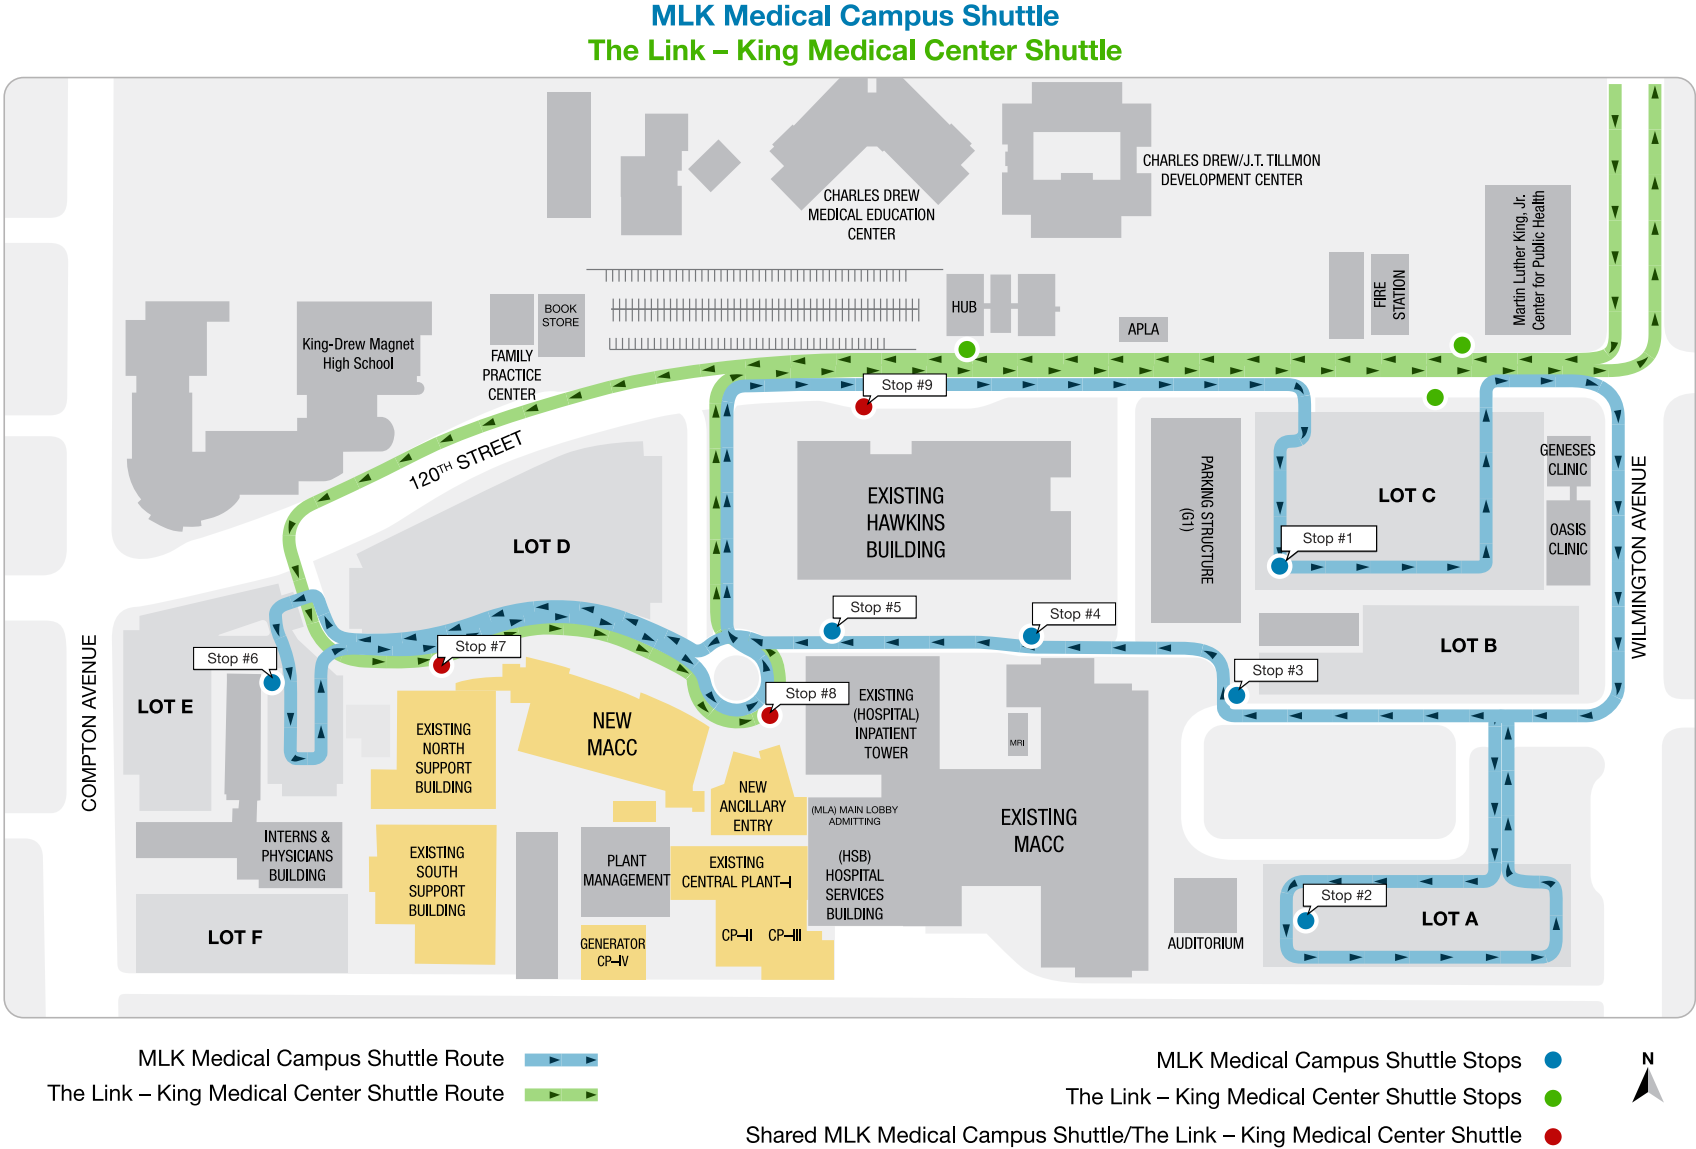 MLK Medical Campus Shuttle
The Link – King Medical Center Shuttle
CHARLES DREW/J.T. TILLMON
DEVELOPMENT CENTER
CHARLES DREW
MEDICAL EDUCATION
CENTER
Martin Luther King, Jr.
Center for Public Health
FIRE
STATION
HUB
APLA
BOOK
STORE
King-Drew Magnet
High School
FAMILY
PRACTICE
CENTER
Stop #9
120TH STREET
GENESES
CLINIC
LOT C
PARKING STRUCTURE
(G1)
EXISTING
HAWKINS
BUILDING
WILMINGTON AVENUE
OASIS
CLINIC
Stop #1
LOT D
Stop #5
Stop #4
LOT B
Stop #7
Stop #6
Stop #3
COMPTON AVENUE
LOT E
Stop #8
EXISTING
(HOSPITAL)
INPATIENT
TOWER
NEW
MACC
MRI
EXISTING
NORTH
SUPPORT
BUILDING
NEW
ANCILLARY
ENTRY
(MLA) MAIN LOBBY
ADMITTING
EXISTING
MACC
INTERNS &
PHYSICIANS
BUILDING
EXISTING
SOUTH
SUPPORT
BUILDING
PLANT
MANAGEMENT
EXISTING
CENTRAL PLANT–I
(HSB)
HOSPITAL
SERVICES
BUILDING
Stop #2
LOT A
LOT F
CP–II
CP–III
GENERATOR
CP–IV
AUDITORIUM
MLK Medical Campus Shuttle Route
The Link – King Medical Center Shuttle Route
MLK Medical Campus Shuttle Stops
The Link – King Medical Center Shuttle Stops
Shared MLK Medical Campus Shuttle/The Link – King Medical Center Shuttle
N